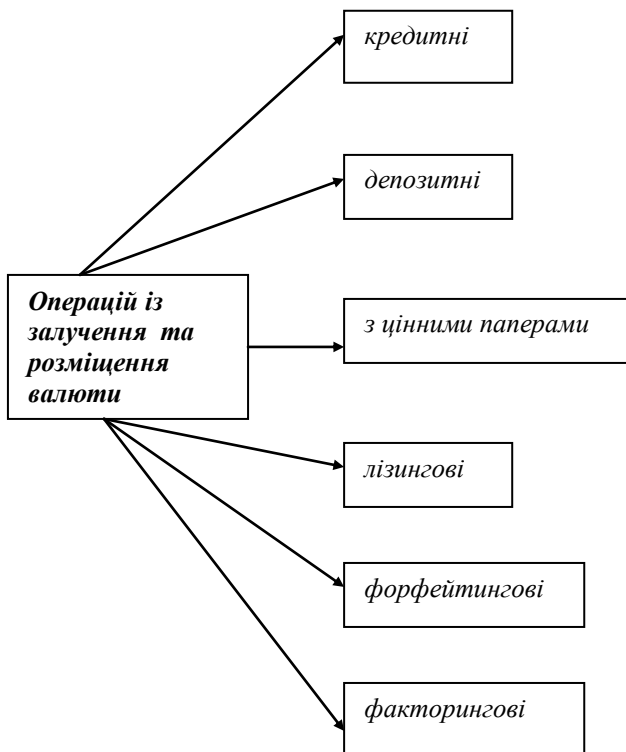 кредитні
депозитні
Операцій із
залучення та
розміщення
валюти
з цінними паперами
лізингові
форфейтингові
факторингові